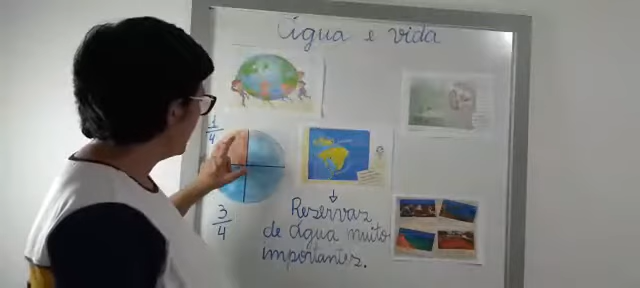 Água e vida
1/4
3/4
Reservas
de água muito
importantes.